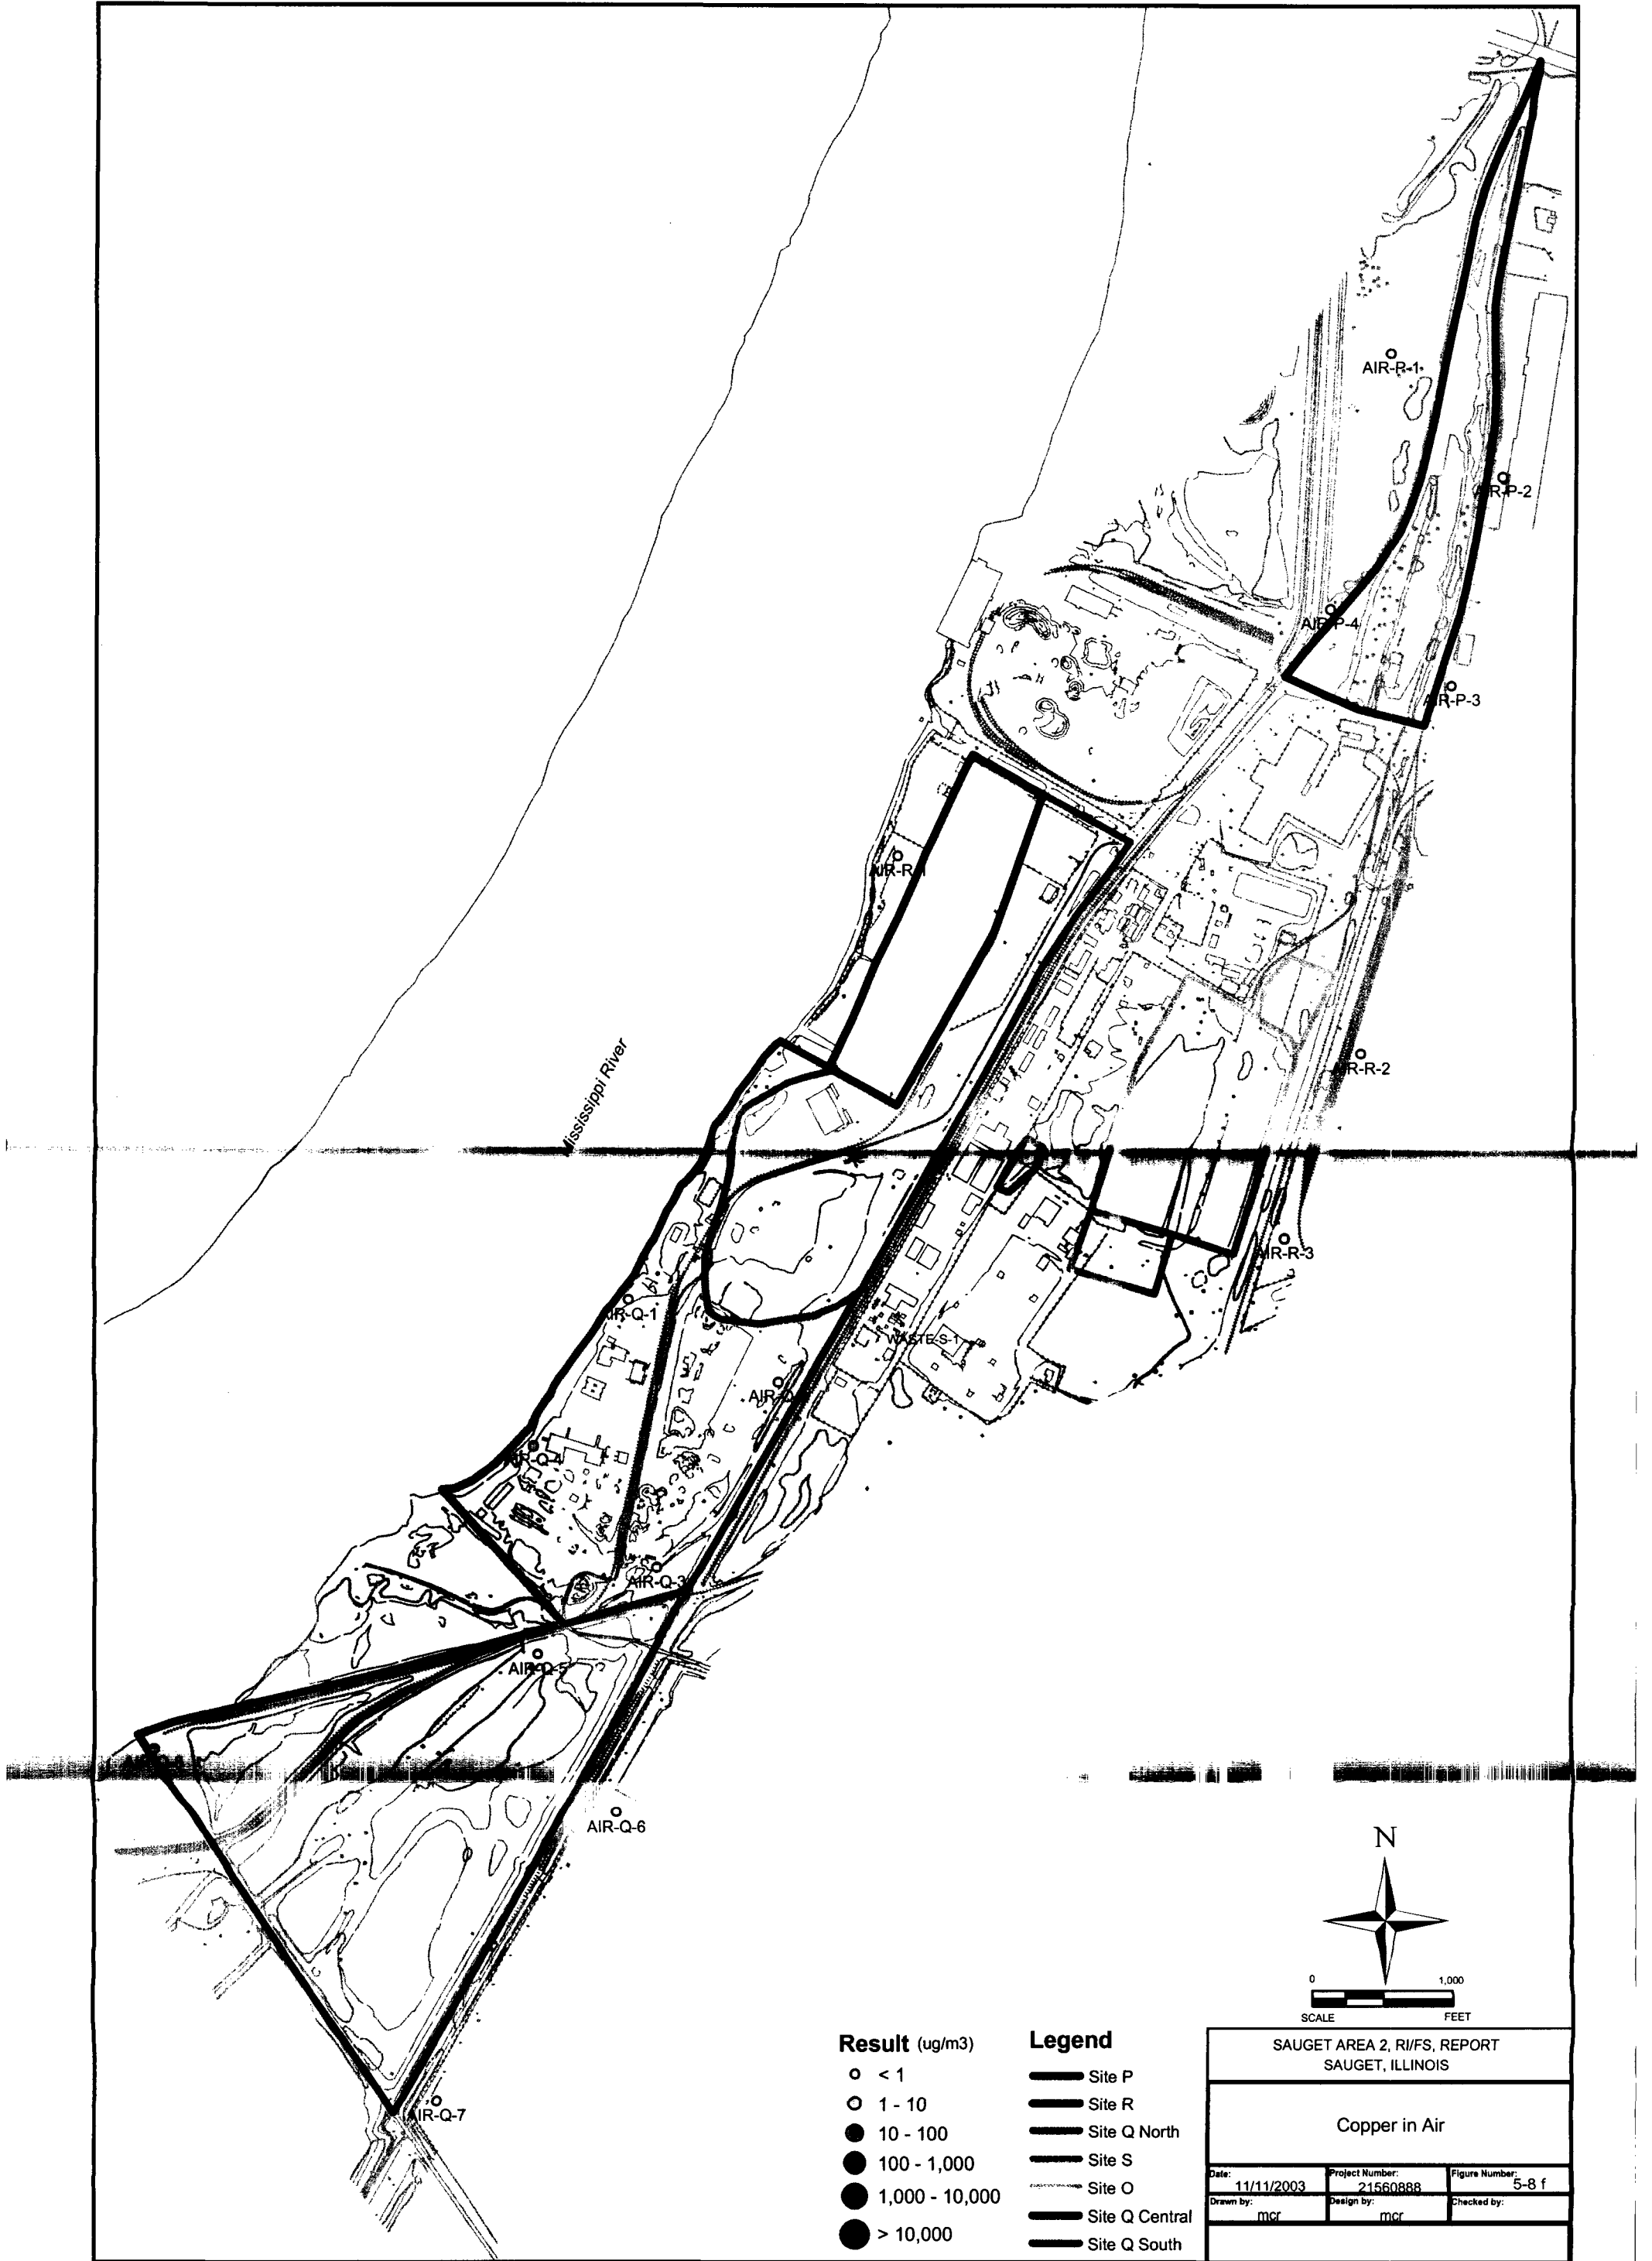 AIR-P-1
AIR-P-2
AIR-P-4
AIR-P-3
AIR-R-1
AIR-R-2
Mississippi River
AIR-R-3
AIR-Q-1
WASTE-S-1
AIR-Q
AIR-Q-4
AIR-Q-3
AIR-Q-5
AIR-Q-6
AIR-Q-7
N
0 1,000
SCALE FEET
Result (ug/m3)
< 1
1 - 10
10 - 100
100 - 1,000
1,000 - 10,000
> 10,000
Legend
Site P
Site R
Site Q North
Site S
Site O
Site Q Central
Site Q South
SAUGET AREA 2, RI/FS, REPORT
SAUGET, ILLINOIS
Copper in Air
Date: 11/11/2003
Project Number: 21560888
Figure Number: 5-8 f
Drawn by: mcr
Design by: mcr
Checked by: